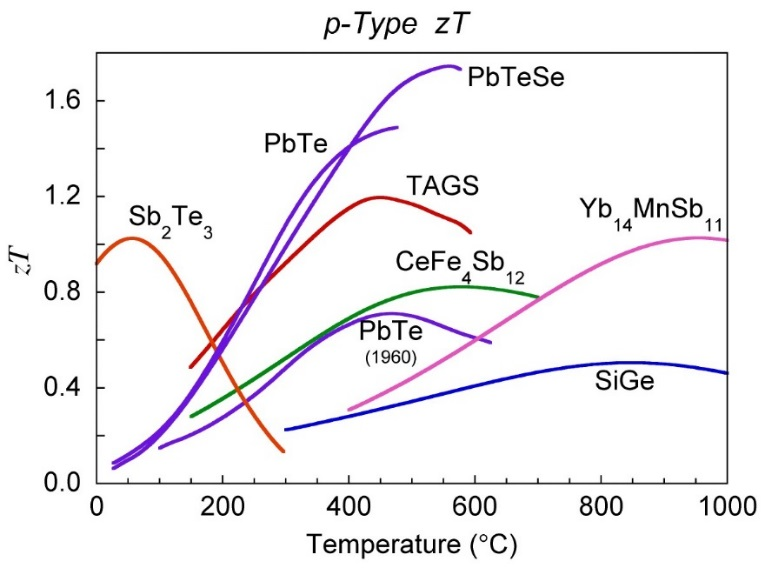 p-Type zT
PbTeSe
PbTe
TAGS
Yb₁₄MnSb₁₁
Sb₂Te₃
CeFe₄Sb₁₂
PbTe
(1960)
SiGe
zT
1.6
1.2
0.8
0.4
0.0
0 200 400 600 800 1000
Temperature (°C)